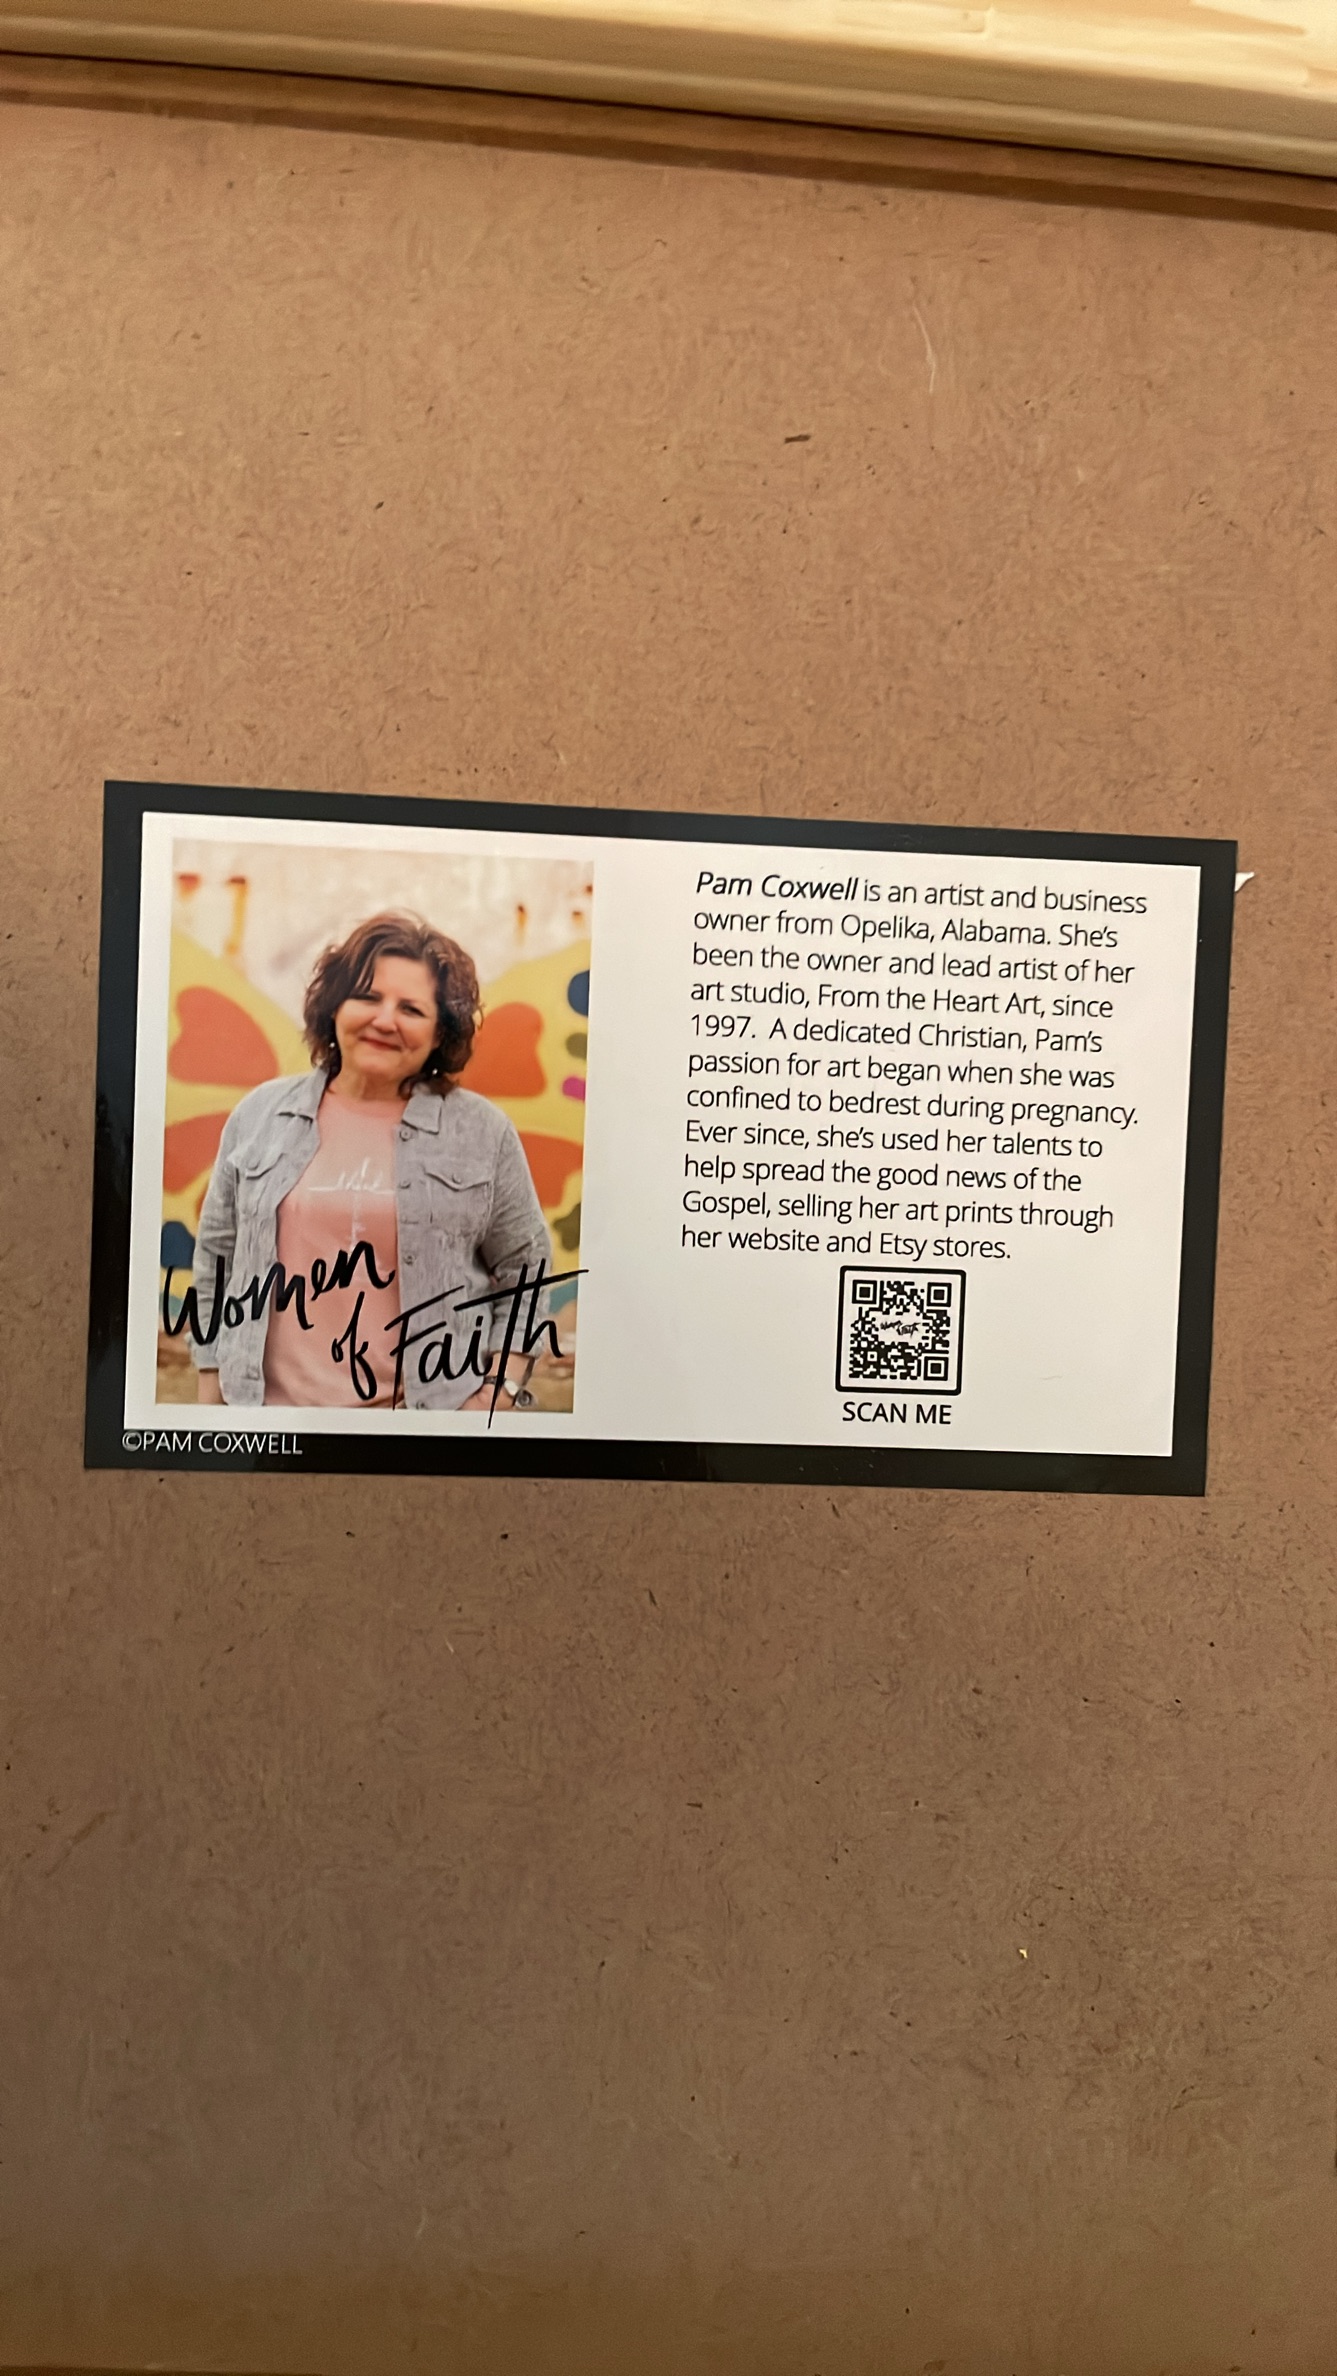 Pam Coxwell is an artist and business
owner from Opelika, Alabama. She's
been the owner and lead artist of her
art studio, From the Heart Art, since
1997. A dedicated Christian, Pam's
passion for art began when she was
confined to bedrest during pregnancy.
Ever since, she's used her talents to
help spread the good news of the
Gospel, selling her art prints through
her website and Etsy stores.
Women
of Faith
SCAN ME
©PAM COXWELL